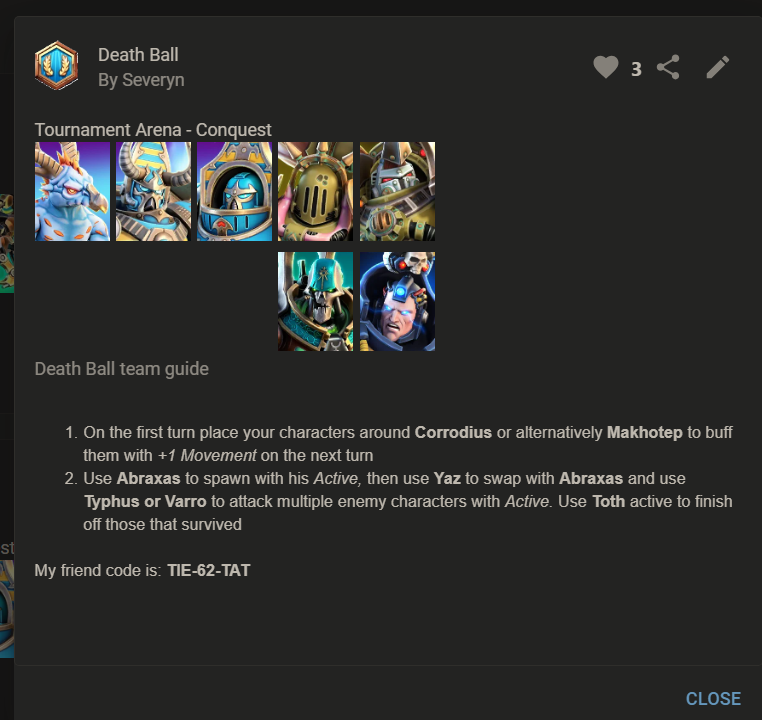 Death Ball
By Severyn
3
Tournament Arena - Conquest
Death Ball team guide
1. On the first turn place your characters around Corrodius or alternatively Makhotep to buff
them with +1 Movement on the next turn
2. Use Abraxas to spawn with his Active, then use Yaz to swap with Abraxas and use
Typhus or Varro to attack multiple enemy characters with Active. Use Toth active to finish
off those that survived
st
My friend code is: TIE-62-TAT
CLOSE